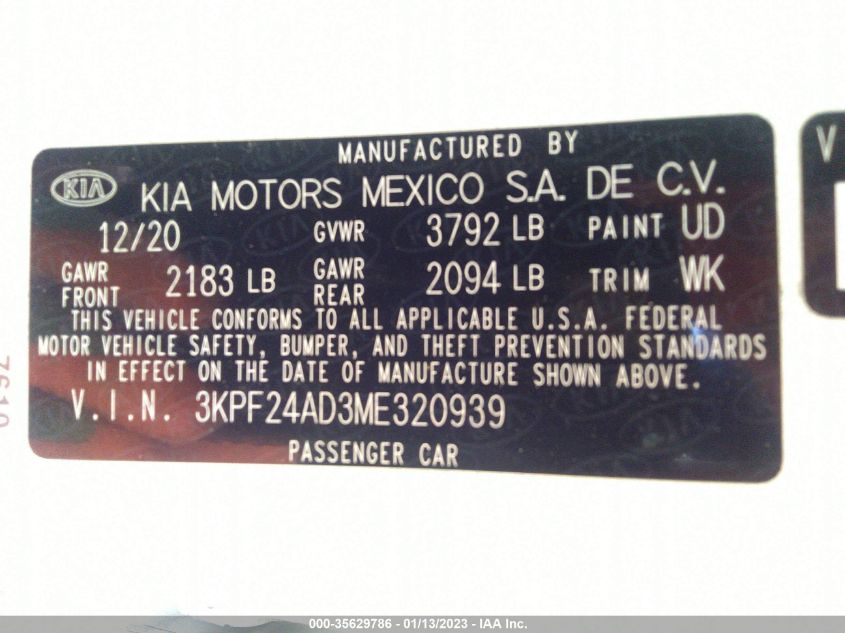 MANUFACTURED BY
KIA KIA MOTORS MEXICO S.A. DE C.V.
12/20 GVWR 3792 LB PAINT UD
GAWR FRONT 2183 LB GAWR REAR 2094 LB TRIM WK
THIS VEHICLE CONFORMS TO ALL APPLICABLE U.S.A. FEDERAL
MOTOR VEHICLE SAFETY, BUMPER, AND THEFT PREVENTION STANDARDS
IN EFFECT ON THE DATE OF MANUFACTURE SHOWN ABOVE.
V.I.N. 3KPF24AD3ME320939
PASSENGER CAR
V
000-35629786 - 01/13/2023 - IAA Inc.